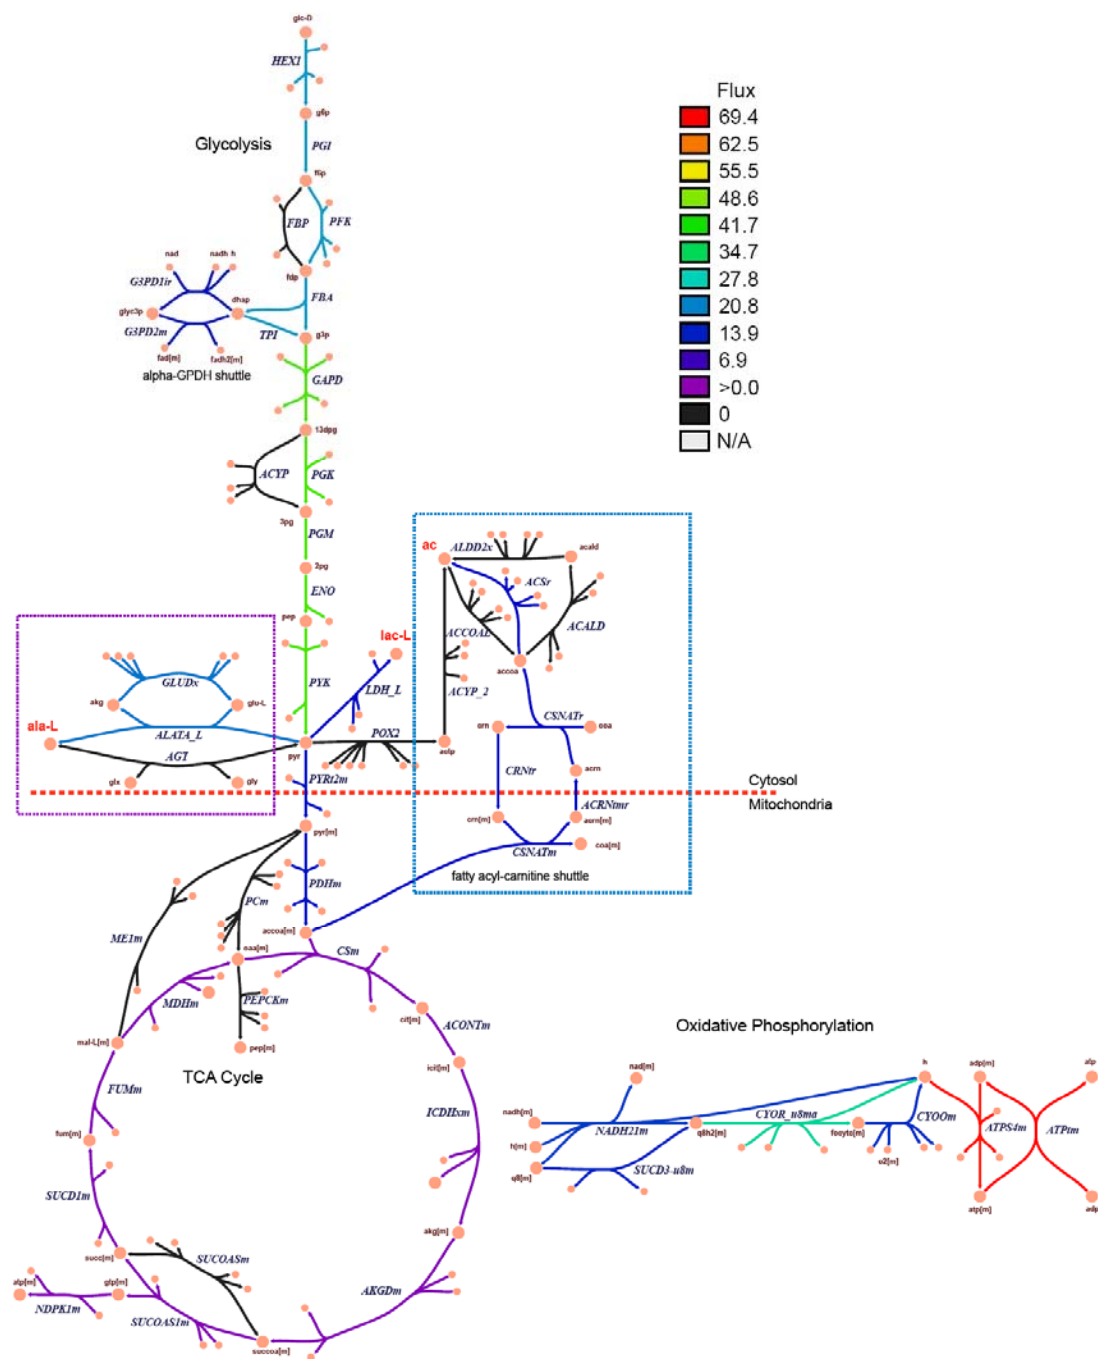 glc-D
HEX1
g6p
Glycolysis
PGI
f6p
FBP
PFK
nad
nadh h
fdp
G3PD1ir
dhap
FBA
glyc3p
G3PD2m
TPI
g3p
fad[m]
fadh2[m]
alpha-GPDH shuttle
GAPD
13dpg
ACYP
PGK
3pg
PGM
2pg
ENO
pep
PYK
Flux
69.4
62.5
55.5
48.6
41.7
34.7
27.8
20.8
13.9
6.9
>0.0
0
N/A
ac
ALDD2x
acald
ACSr
ACCOAL
ACALD
accoa
ACYP_2
lac-L
LDH_L
GLUDx
akg
glu-L
ala-L
ALATA_L
AGT
glx
gly
pyr
POX2
actp
crn
CSNATr
coa
CRNtr
acrn
PYRt2m
Cytosol
Mitochondria
ACRNtmr
crn[m]
acrn[m]
CSNATm
coa[m]
fatty acyl-carnitine shuttle
pyr[m]
PDHm
PCm
ME1m
accoa[m]
oaa[m]
CSm
MDHm
PEPCKm
cit[m]
ACONTm
mal-L[m]
pep[m]
TCA Cycle
icit[m]
FUMm
ICDHxm
fum[m]
SUCD1m
akg[m]
succ[m]
SUCOASm
AKGDm
atp[m]
gtp[m]
NDPK1m
SUCOAS1m
succoa[m]
Oxidative Phosphorylation
nad[m]
h
adp[m]
atp
nadh[m]
NADH21m
CYOR_u8ma
CYOOm
ATPS4m
ATPtm
h[m]
q8[m]
qlih2[m]
focytc[m]
o2[m]
SUCD3-u8m
atp[m]
adp